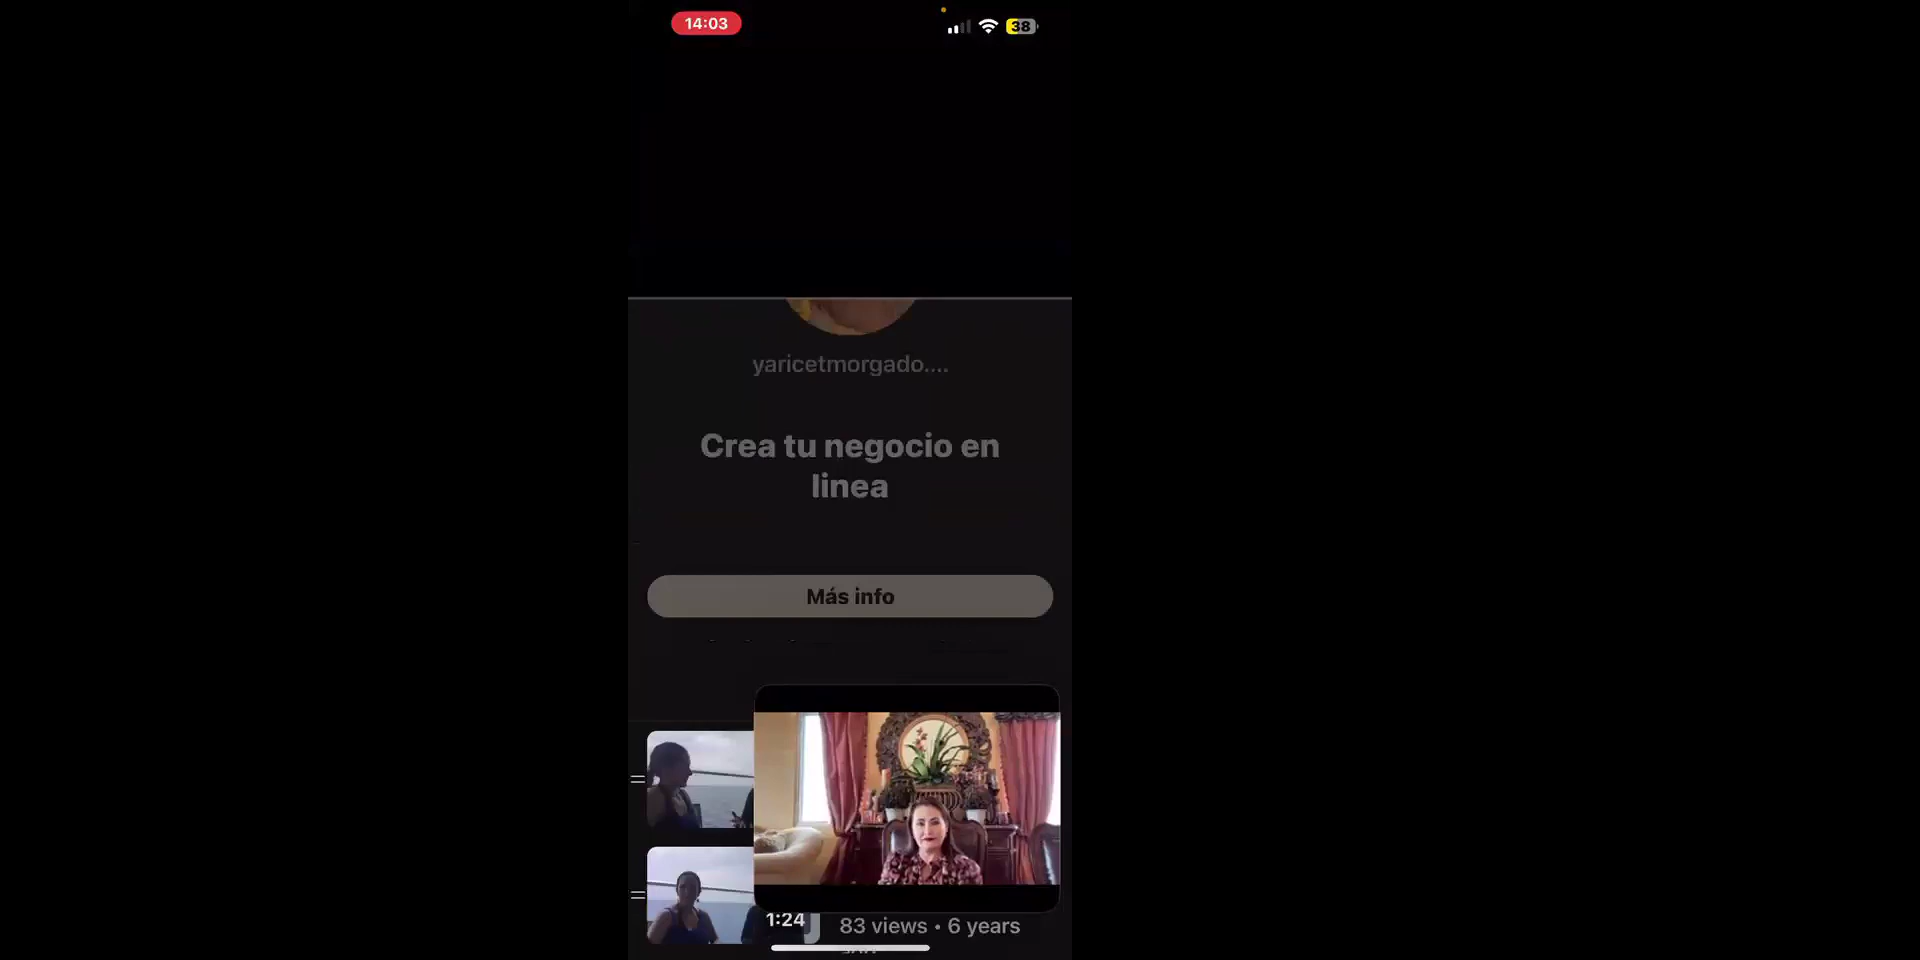 14:03
38
yaricetmorgado....
Crea tu negocio en
linea
Más info
1:24
83 views • 6 years